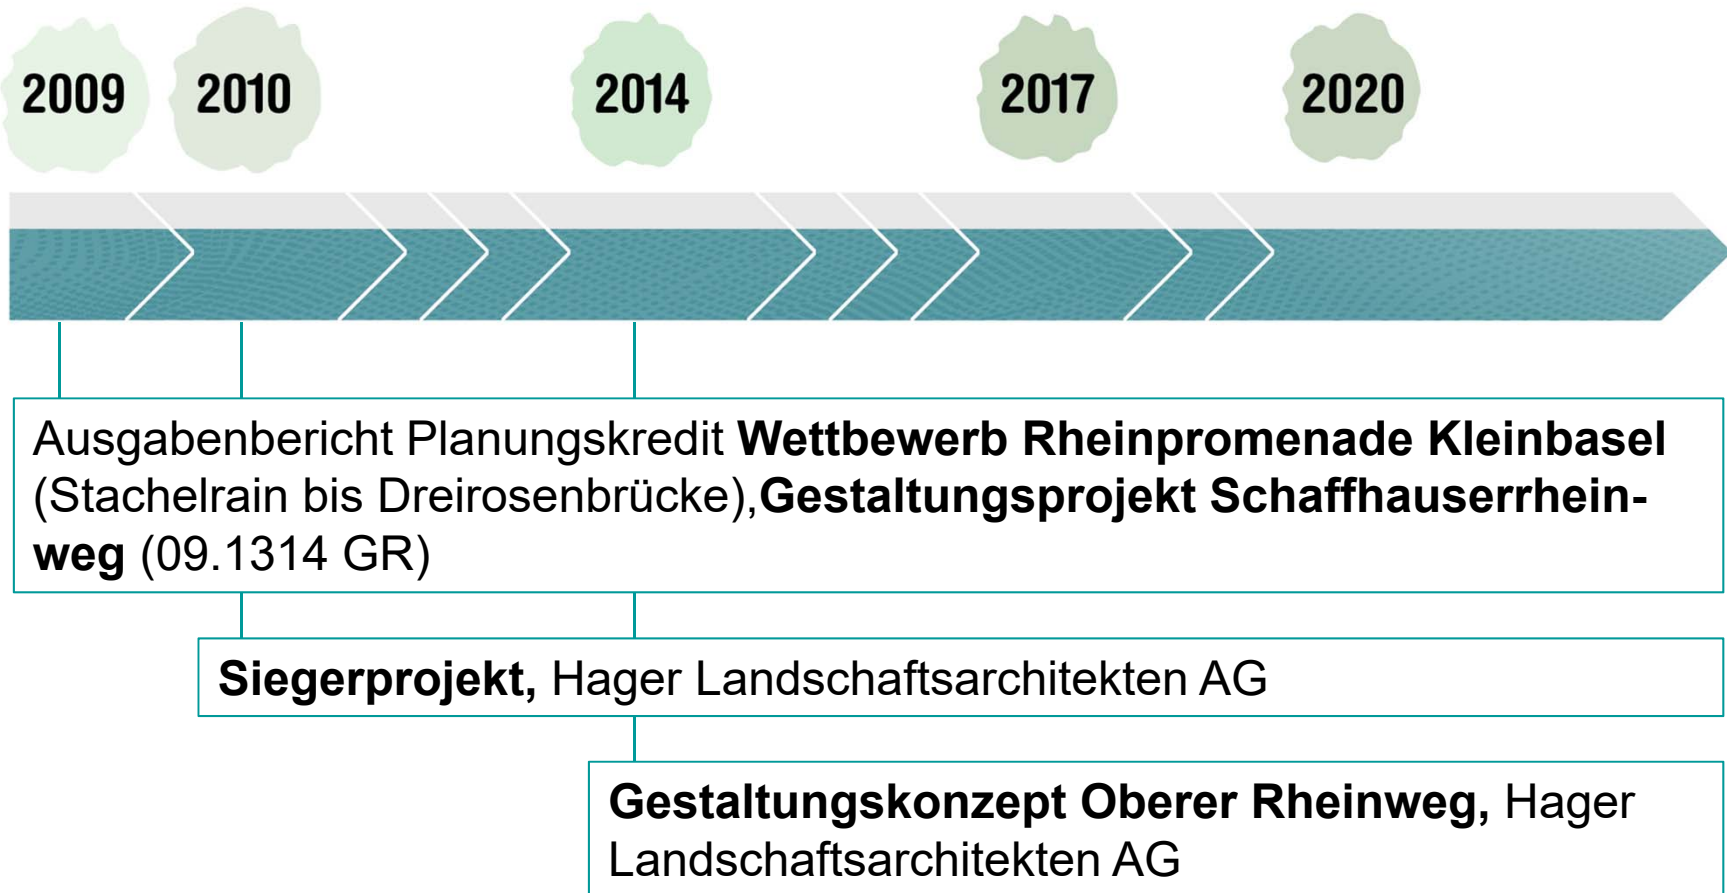 2009 2010 2014 2017 2020
Ausgabenbericht Planungskredit Wettbewerb Rheinpromenade Kleinbasel
(Stachelrain bis Dreirosenbrücke),Gestaltungsprojekt Schaffhauserrhein-
weg (09.1314 GR)
Siegerprojekt, Hager Landschaftsarchitekten AG
Gestaltungskonzept Oberer Rheinweg, Hager
Landschaftsarchitekten AG